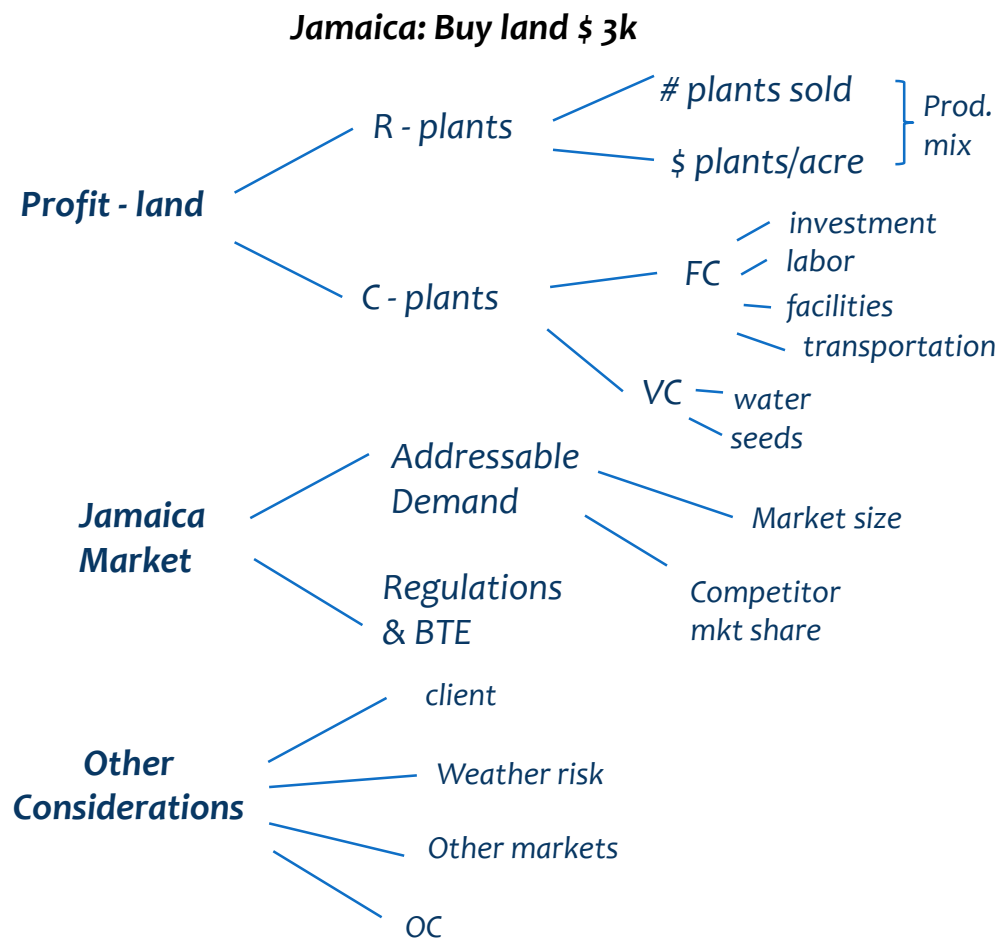 Jamaica: Buy land $ 3k
# plants sold
R - plants
Prod.
mix
$ plants/acre
Profit - land
investment
labor
FC
C - plants
facilities
transportation
VC
water
seeds
Addressable
Demand
Jamaica
Market
Market size
Regulations
& BTE
Competitor
mkt share
client
Other
Considerations
Weather risk
Other markets
OC